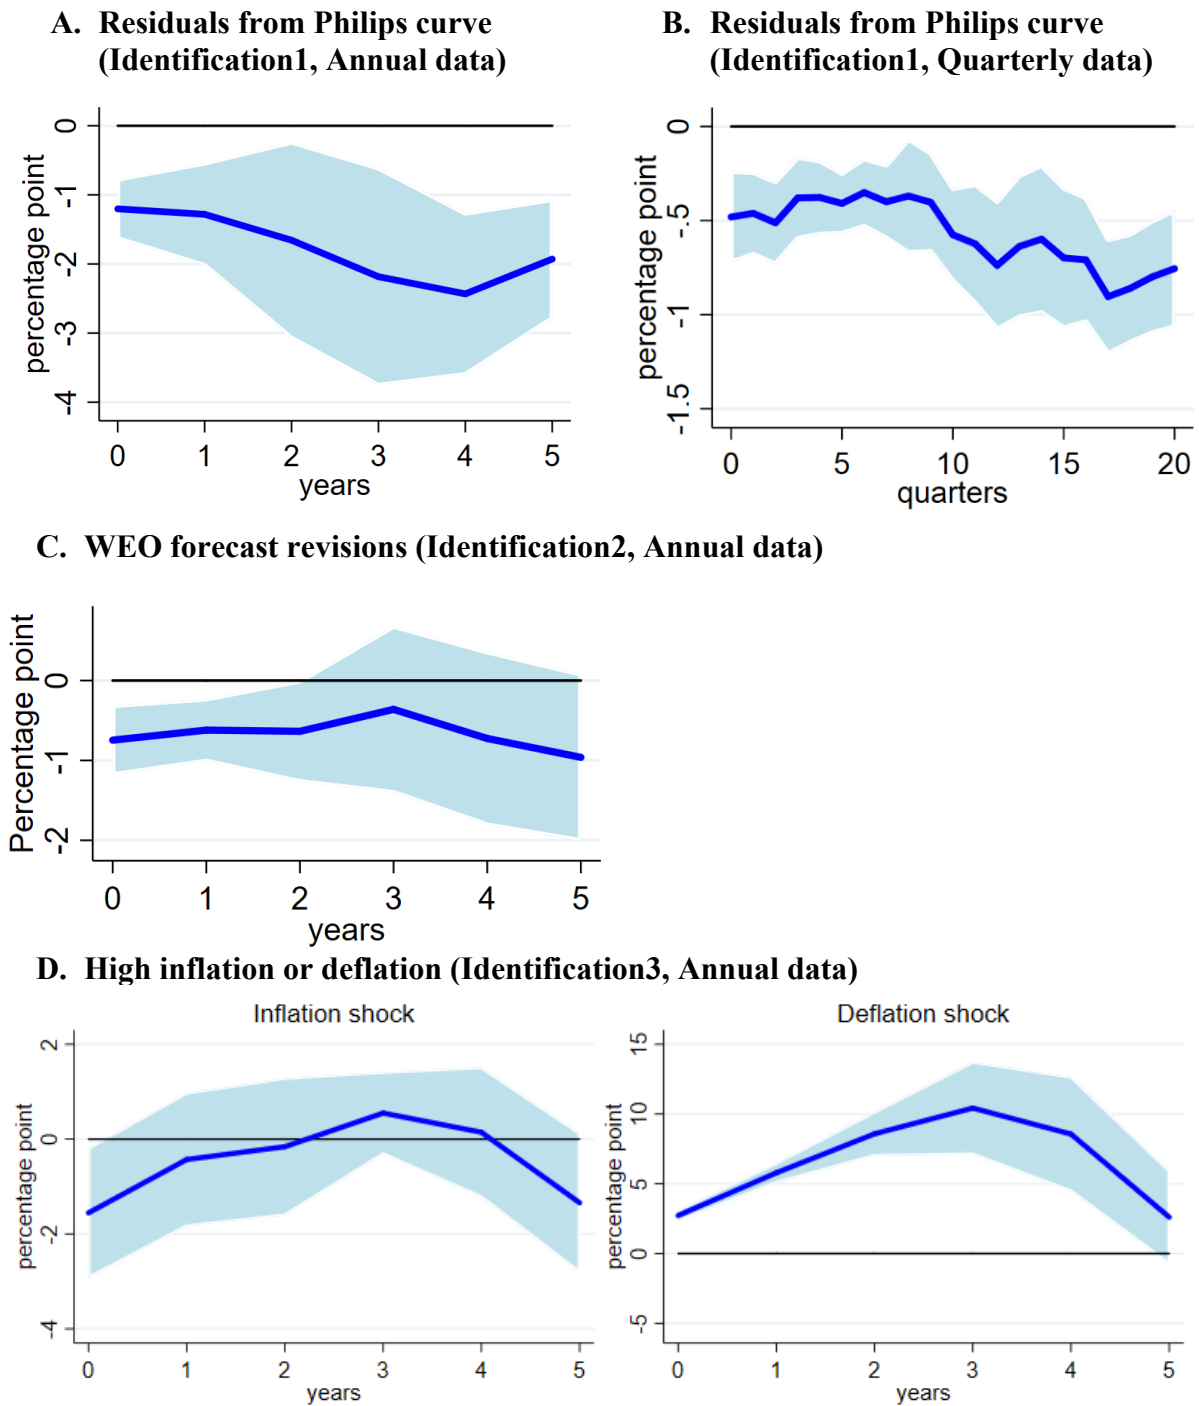 A. Residuals from Philips curve
(Identification1, Annual data)
B. Residuals from Philips curve
(Identification1, Quarterly data)
percentage point
0
-1
-2
-3
-4
0 1 2 3 4 5
years
percentage point
0
-.5
-1
-1.5
0 5 10 15 20
quarters
C. WEO forecast revisions (Identification2, Annual data)
Percentage point
0
-1
-2
0 1 2 3 4 5
years
D. High inflation or deflation (Identification3, Annual data)
Inflation shock
percentage point
2
0
-2
-4
0 1 2 3 4 5
years
Deflation shock
percentage point
15
10
5
0
-5
0 1 2 3 4 5
years